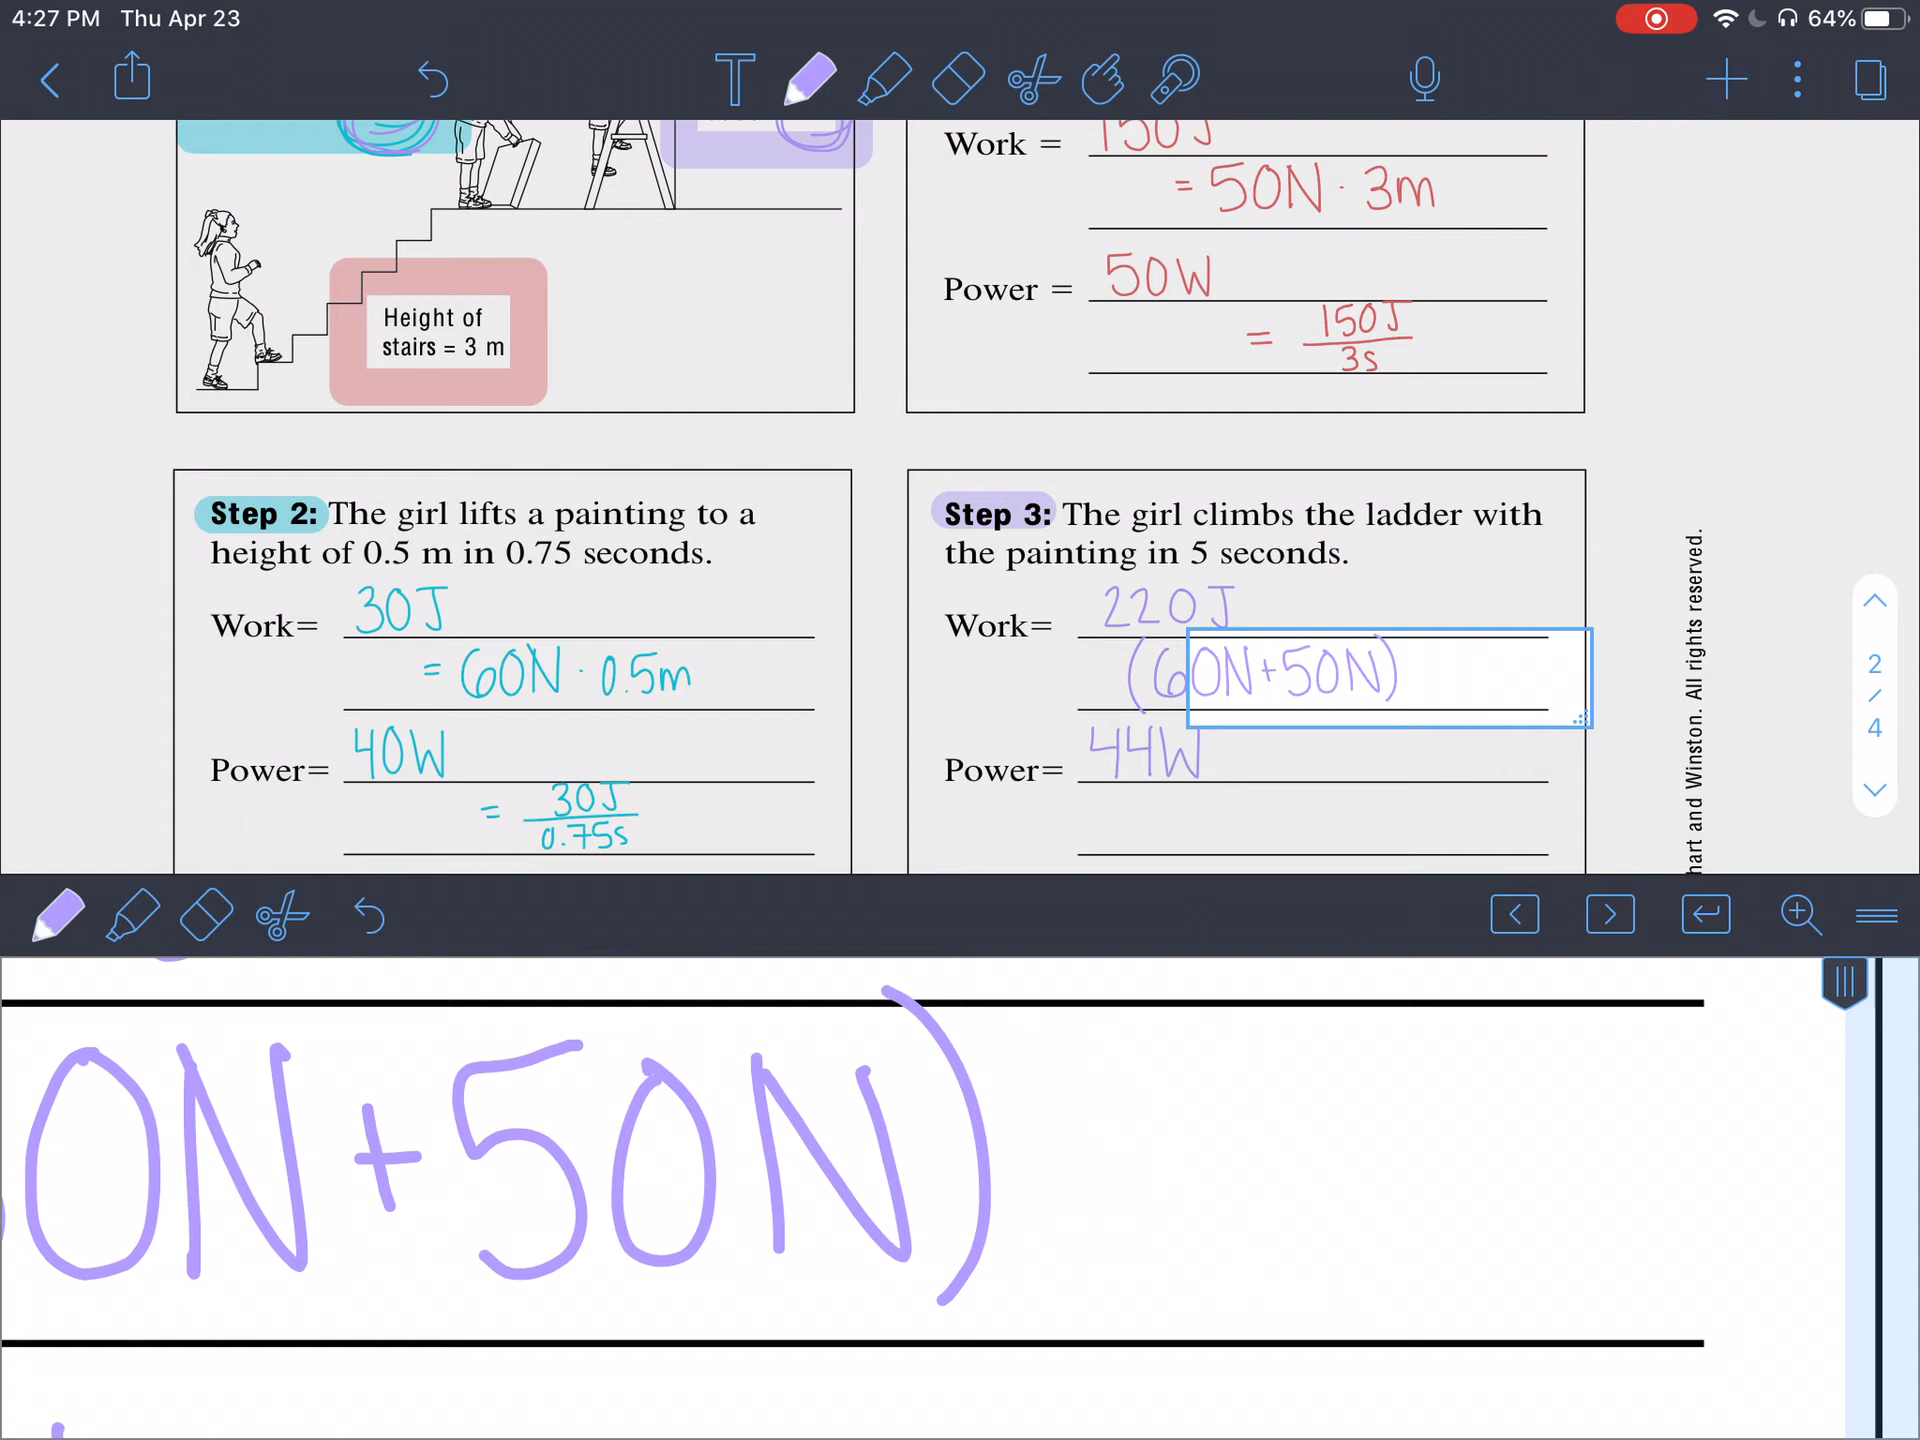 4:27 PM Thu Apr 23
64%
T
Height of
stairs = 3 m
Work = 150J
= 50N · 3m
Power = 50W
= 150J
3s
Step 2: The girl lifts a painting to a
height of 0.5 m in 0.75 seconds.
Work= 30J
= 60N · 0.5m
Power= 40W
= 30J
0.75s
Step 3: The girl climbs the ladder with
the painting in 5 seconds.
Work= 220J
(60N+50N)
Power= 44W
hart and Winston. All rights reserved.
2
/
4
0N+50N)